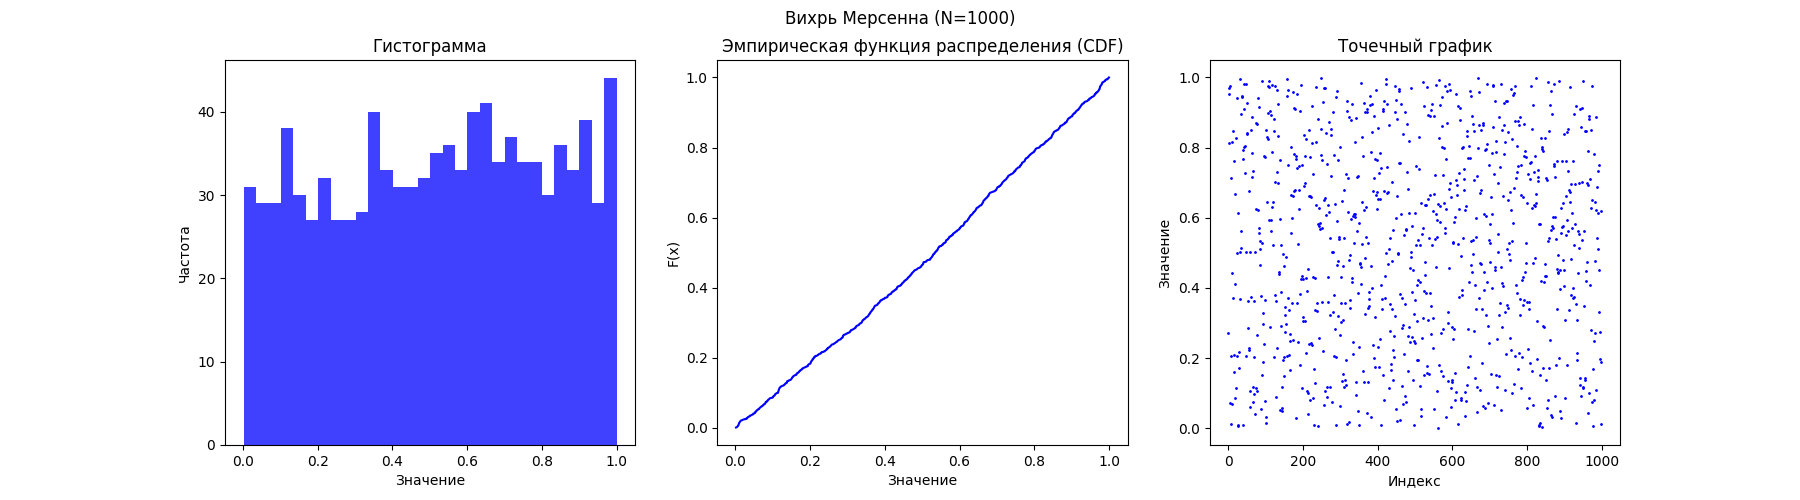 Вихрь Мерсенна (N=1000)
Гистограмма
Частота
40
30
20
10
0
0.0 0.2 0.4 0.6 0.8 1.0
Значение
Эмпирическая функция распределения (CDF)
F(x)
1.0
0.8
0.6
0.4
0.2
0.0
0.0 0.2 0.4 0.6 0.8 1.0
Значение
Точечный график
Значение
1.0
0.8
0.6
0.4
0.2
0.0
0 200 400 600 800 1000
Индекс